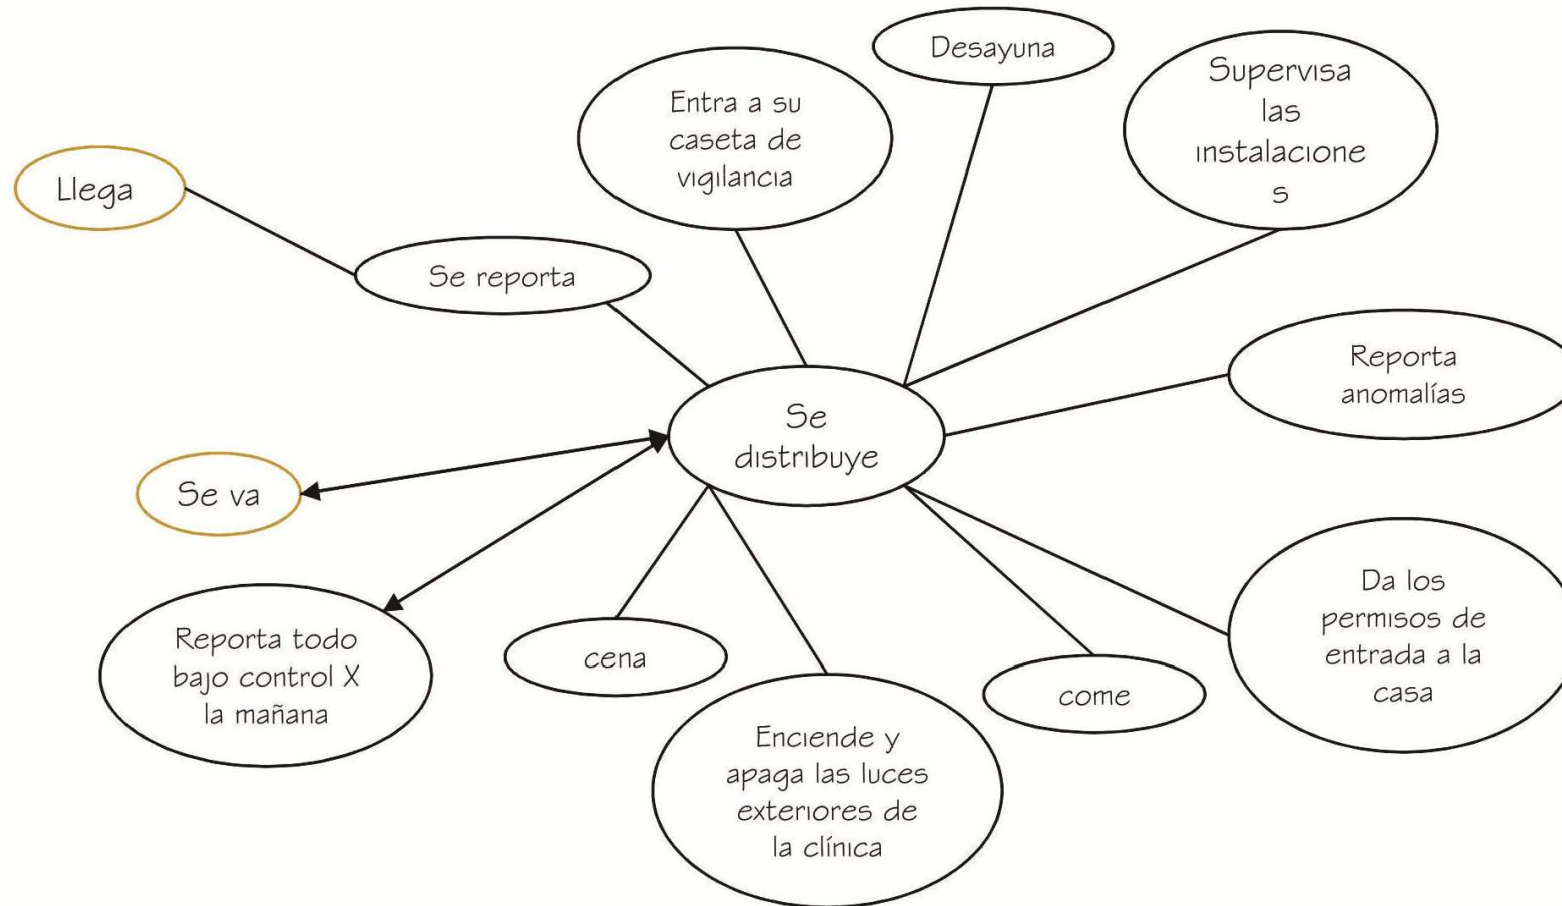 Desayuna
Supervisa
las
instalacione
s
Entra a su
caseta de
vigilancia
Llega
Se reporta
Reporta
anomalías
Se
distribuye
Se va
Da los
permisos de
entrada a la
casa
Reporta todo
bajo control X
la mañana
cena
come
Enciende y
apaga las luces
exteriores de
la clínica